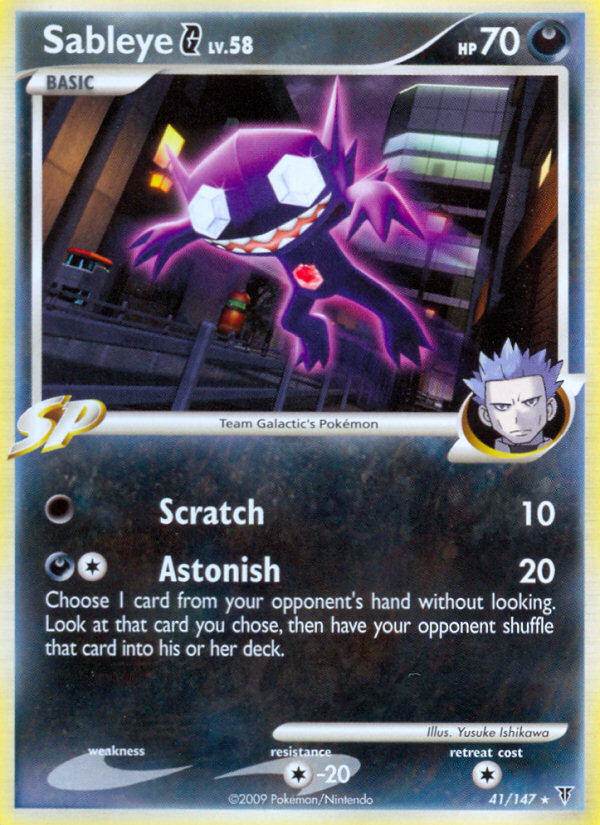 Sableye G LV.58
HP 70
BASIC
SP
Team Galactic's Pokémon
Scratch 10
Astonish 20
Choose 1 card from your opponent's hand without looking.
Look at that card you chose, then have your opponent shuffle
that card into his or her deck.
Illus. Yusuke Ishikawa
weakness resistance retreat cost
-20
©2009 Pokémon/Nintendo 41/147 ★